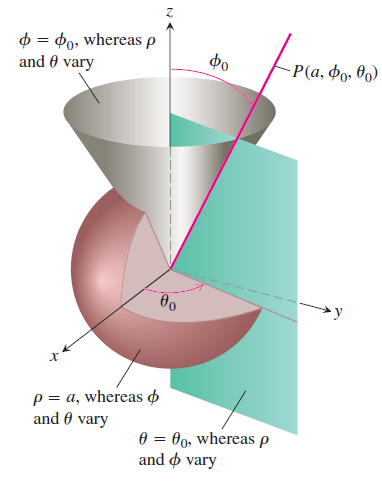 z
ϕ = ϕ₀, whereas ρ
and θ vary
ϕ₀
P(a, ϕ₀, θ₀)
θ₀
y
x
ρ = a, whereas ϕ
and θ vary
θ = θ₀, whereas ρ
and ϕ vary